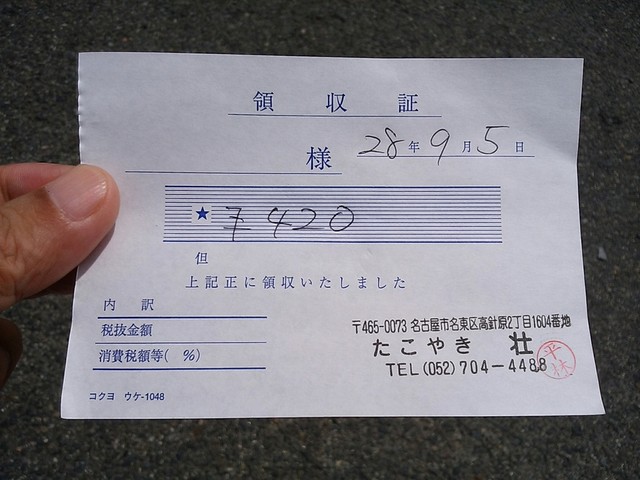 領収証
28年9月5日
様
★ ¥420
但
上記正に領収いたしました
内訳
税抜金額
消費税額等( %)
〒465-0073 名古屋市名東区高針原2丁目1604番地
たこやき 壮
TEL(052)704-4488
平林
コクヨ ウケ-1048